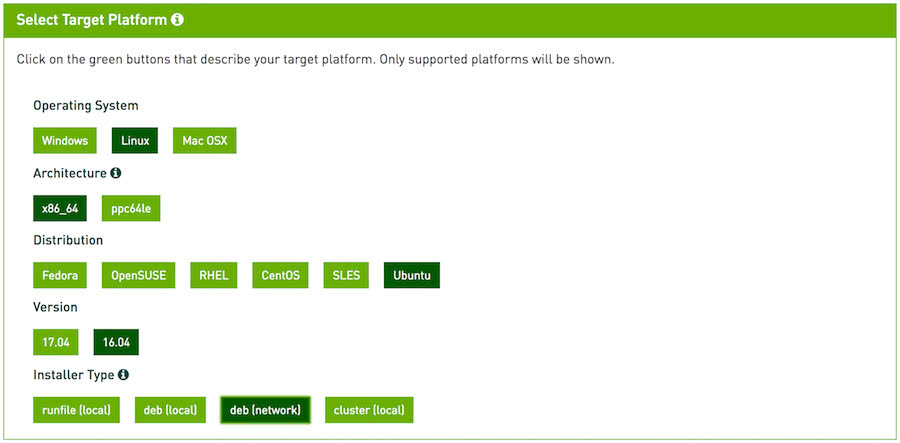 Select Target Platform
Click on the green buttons that describe your target platform. Only supported platforms will be shown.
Operating System
Windows Linux Mac OSX
Architecture
x86_64 ppc64le
Distribution
Fedora OpenSUSE RHEL CentOS SLES Ubuntu
Version
17.04 16.04
Installer Type
runfile (local) deb (local) deb (network) cluster (local)